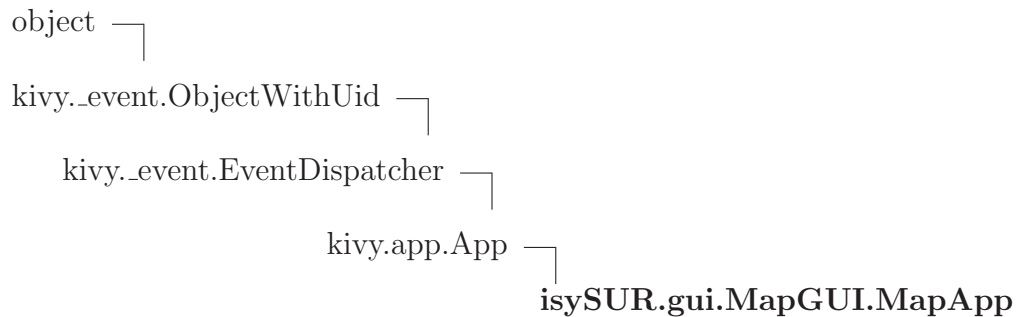 object
kivy._event.ObjectWithUid
kivy._event.EventDispatcher
kivy.app.App
isySUR.gui.MapGUI.MapApp